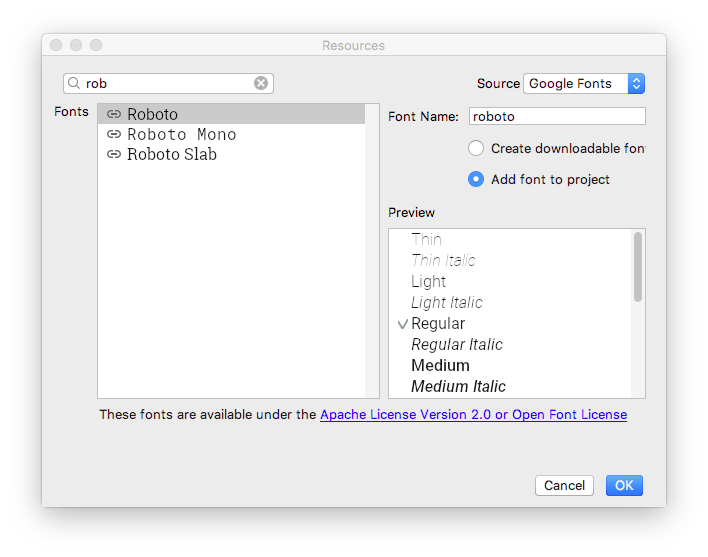 Resources
rob
Source Google Fonts
Fonts
Roboto
Roboto Mono
Roboto Slab
Font Name: roboto
Create downloadable fon
Add font to project
Preview
Thin
Thin Italic
Light
Light Italic
Regular
Regular Italic
Medium
Medium Italic
These fonts are available under the Apache License Version 2.0 or Open Font License
Cancel OK